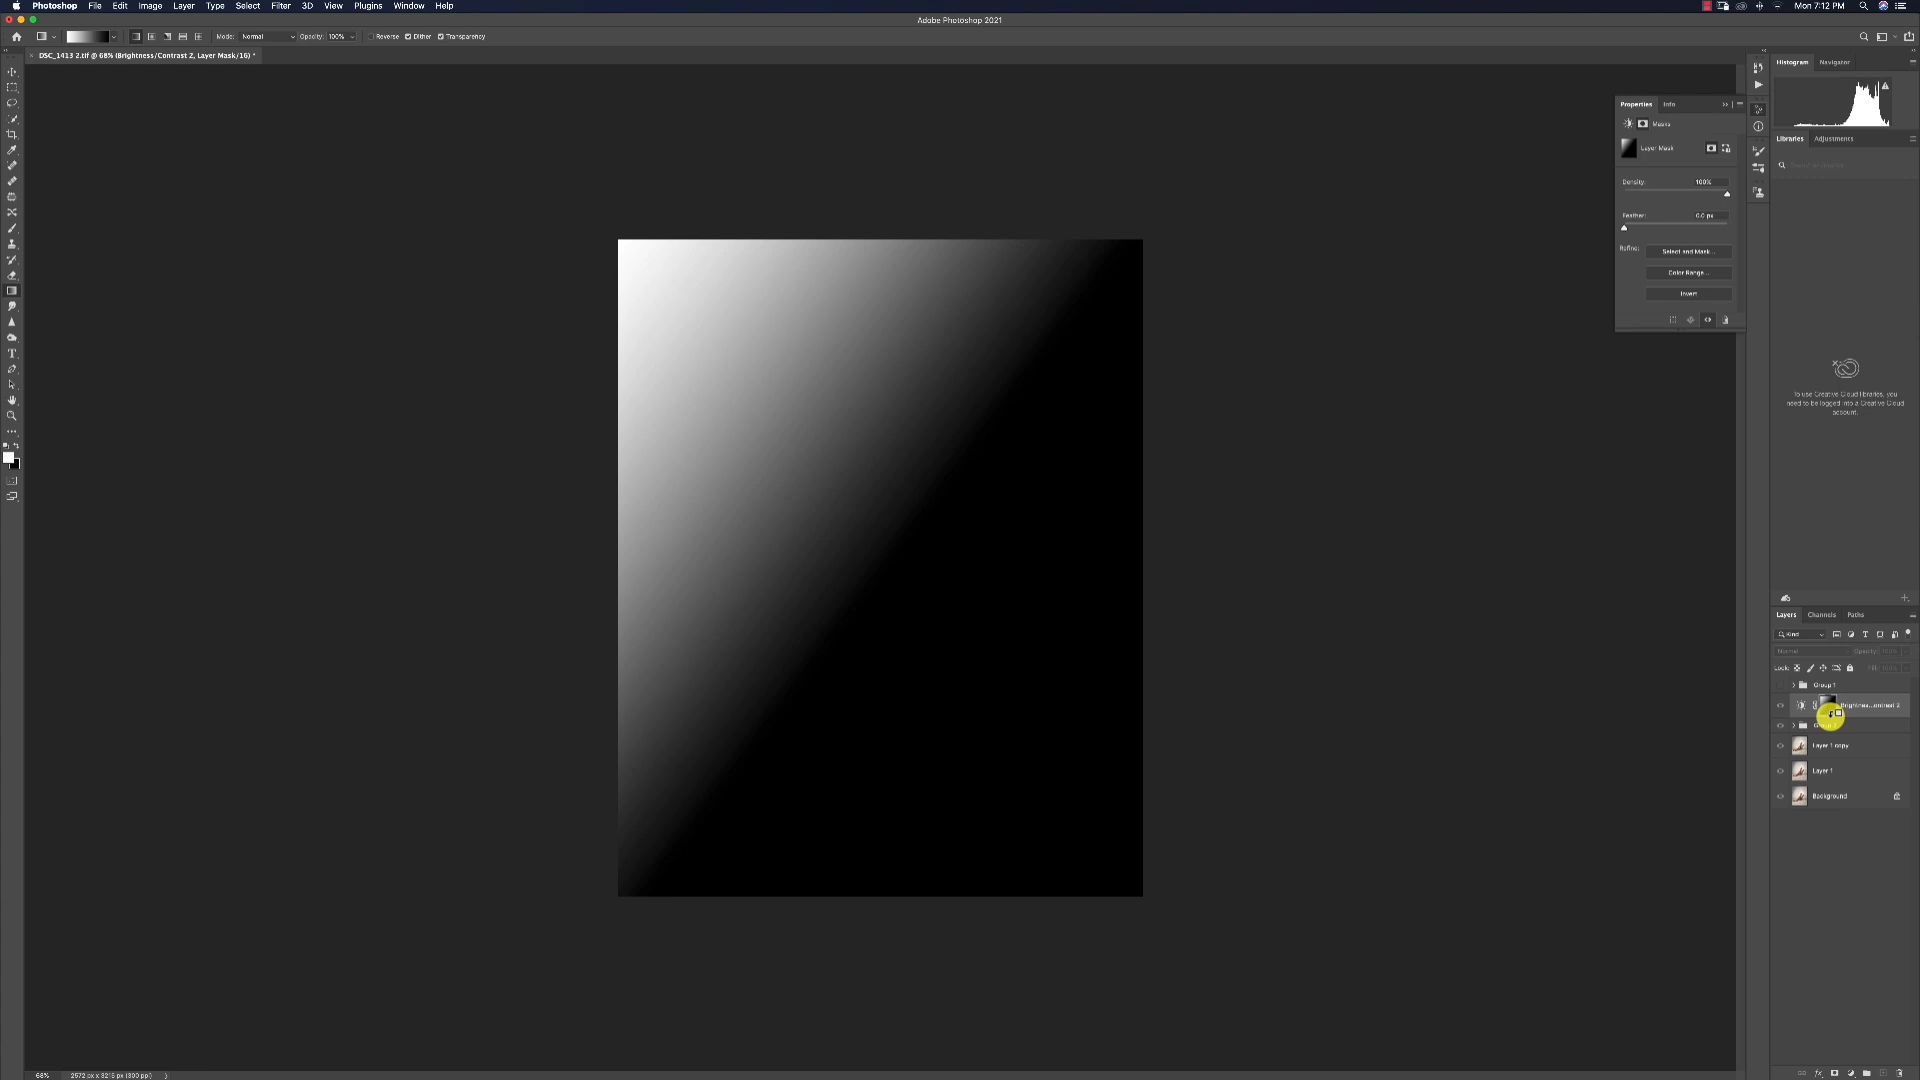 Photoshop File Edit Image Layer Type Select Filter 3D View Plugins Window Help
Mon 7:12 PM
Adobe Photoshop 2021
Mode: Normal Opacity: 100% Reverse Dither Transparency
DSC_1413 2.tif @ 68% (Brightness/Contrast 2, Layer Mask/16) *
Histogram Navigator
Properties Info
Masks
Libraries Adjustments
Layer Mask
Density: 100%
Feather: 0.0 px
Refine: Select and Mask...
Color Range...
Invert
To use Creative Cloud libraries, you
need to be logged into a Creative Cloud
account.
Layers Channels Paths
Kind
Normal Opacity: 100%
Lock: Fill: 100%
Group 1
Brightnes...ontrast 2
Layer 1 copy
Layer 1
Background
68% 2572 px x 3215 px (300 ppi)